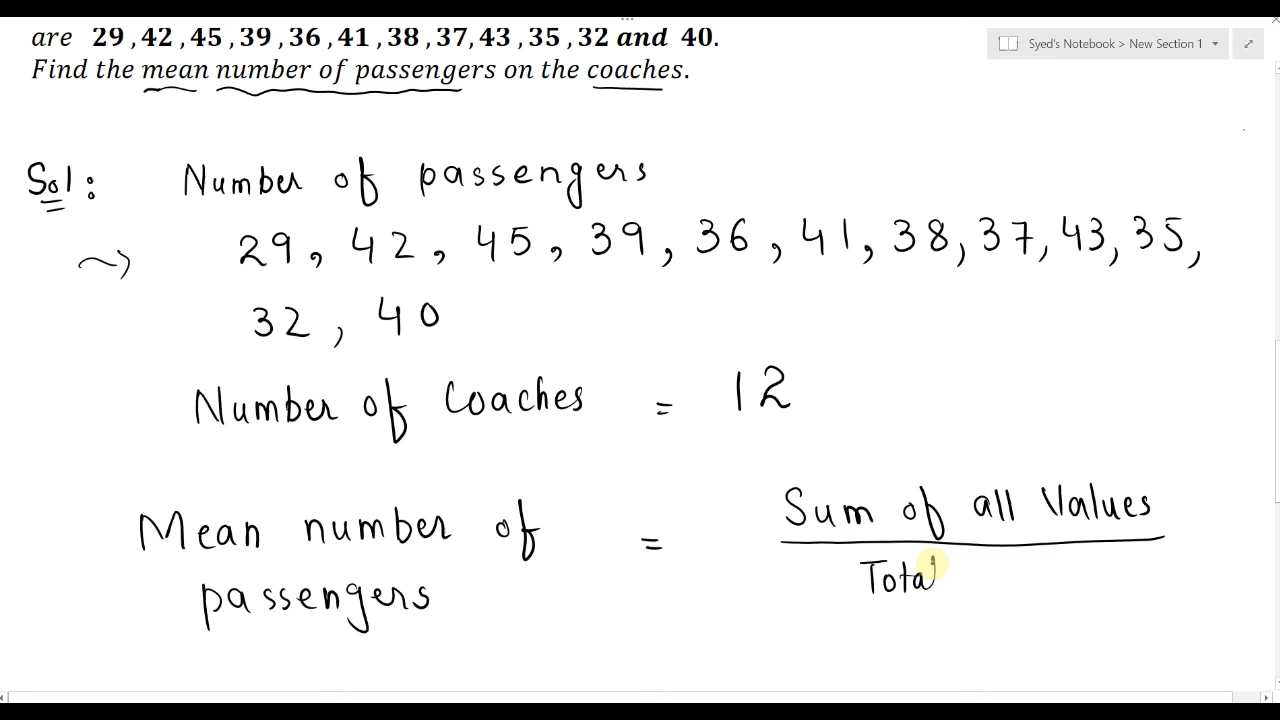 are 29 , 42 , 45 , 39 , 36 , 41 , 38 , 37, 43 , 35 , 32 and 40.
Syed's Notebook > New Section 1
Find the mean number of passengers on the coaches.
Sol : Number of passengers
29 , 42 , 45 , 39 , 36 , 41 , 38 , 37 , 43 , 35 ,
32 , 40
Number of Coaches = 12
Mean number of passengers = Sum of all Values
Tota